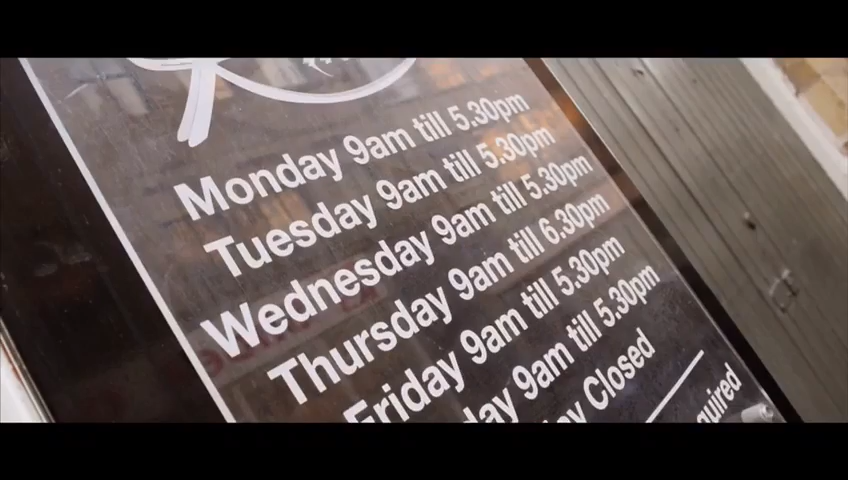 Monday 9am till 5.30pm
Tuesday 9am till 5.30pm
Wednesday 9am till 5.30pm
Thursday 9am till 6.30pm
Friday 9am till 5.30pm
9am till 5.30pm
Closed